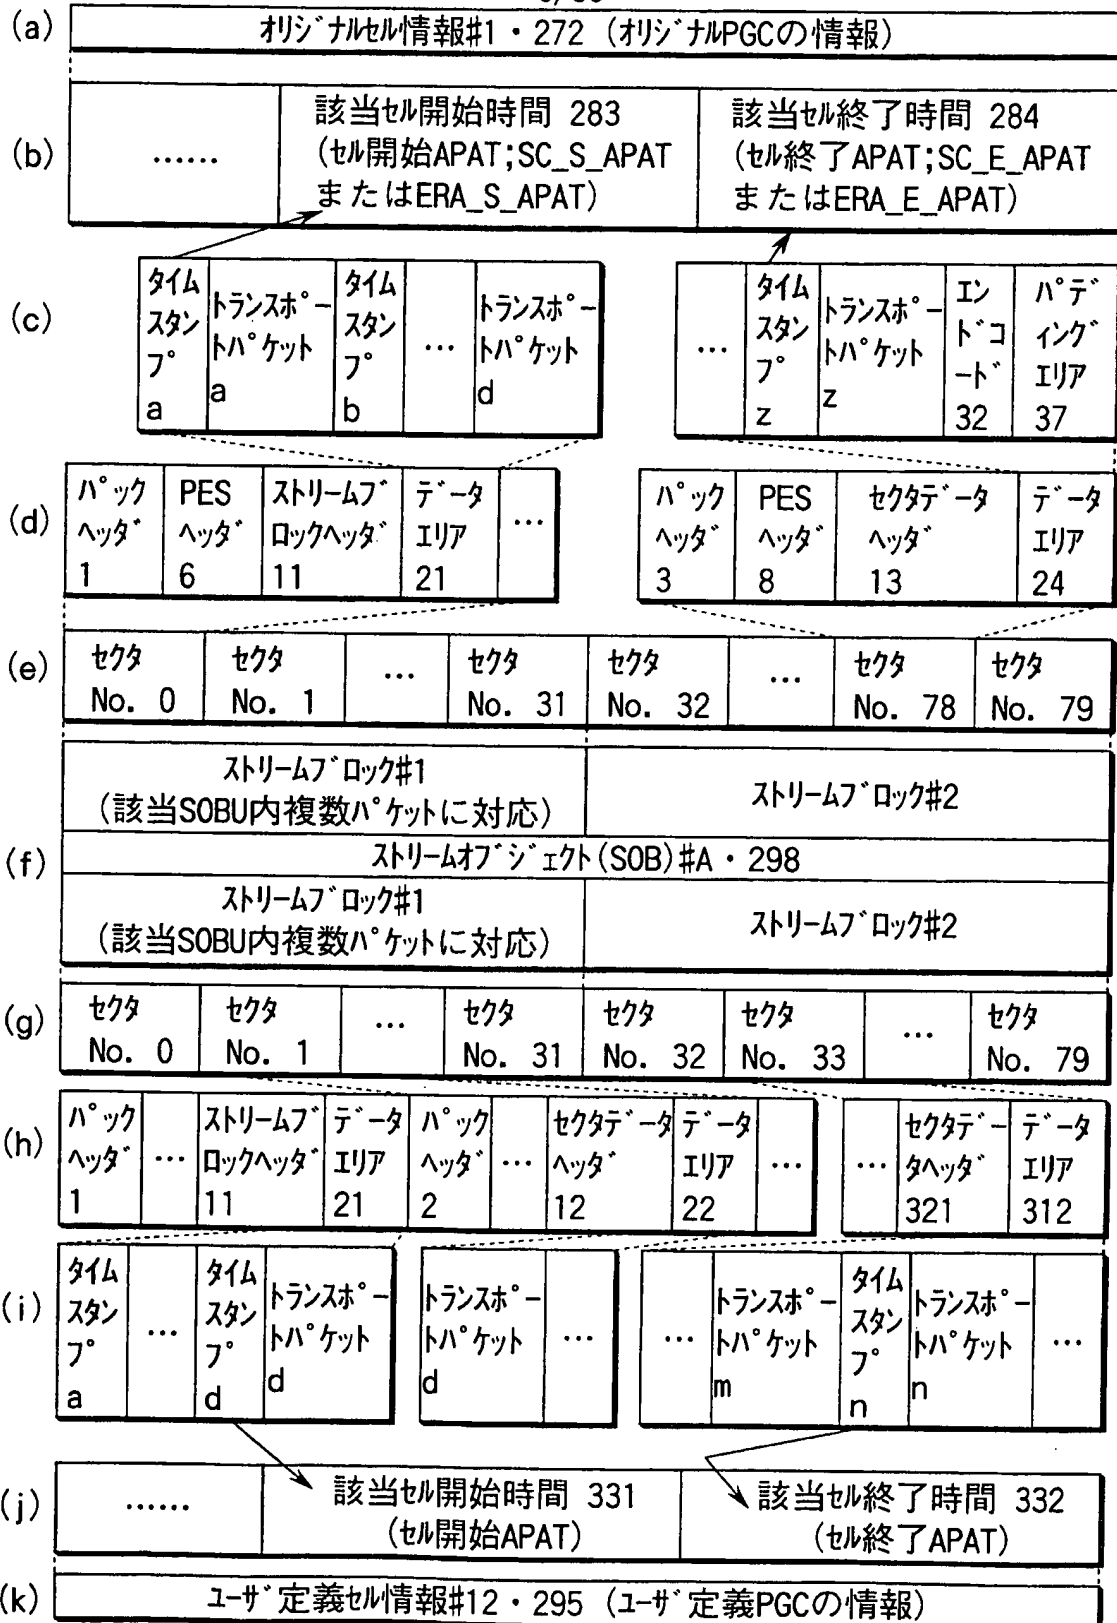 (a) オリジナルセル情報#1・272 (オリジナルPGCの情報)
(b) ……
該当セル開始時間 283
(セル開始APAT;SC_S_APAT
またはERA_S_APAT)
該当セル終了時間 284
(セル終了APAT;SC_E_APAT
またはERA_E_APAT)
(c)
タイム
スタン
プ
a
トランスポー
トパケット
a
タイム
スタン
プ
b
…
トランスポー
トパケット
d
…
タイム
スタン
プ
z
トランスポー
トパケット
z
エン
ドコ
ード
32
パデ
ィング
エリア
37
(d)
パック
ヘッダ
1
PES
ヘッダ
6
ストリームブ
ロックヘッダ
11
データ
エリア
21
…
パック
ヘッダ
3
PES
ヘッダ
8
セクタデータ
ヘッダ
13
データ
エリア
24
(e)
セクタ
No. 0
セクタ
No. 1
…
セクタ
No. 31
セクタ
No. 32
…
セクタ
No. 78
セクタ
No. 79
(f)
ストリームブロック#1
(該当SOBU内複数パケットに対応)
ストリームブロック#2
ストリームオブジェクト(SOB)#A・298
ストリームブロック#1
(該当SOBU内複数パケットに対応)
ストリームブロック#2
(g)
セクタ
No. 0
セクタ
No. 1
…
セクタ
No. 31
セクタ
No. 32
セクタ
No. 33
…
セクタ
No. 79
(h)
パック
ヘッダ
1
…
ストリームブ
ロックヘッダ
11
データ
エリア
21
パック
ヘッダ
2
…
セクタデータ
ヘッダ
12
データ
エリア
22
…
…
セクタデー
タヘッダ
321
データ
エリア
312
(i)
タイム
スタン
プ
a
…
タイム
スタン
プ
d
トランスポー
トパケット
d
トランスポー
トパケット
d
…
…
トランスポー
トパケット
m
タイム
スタン
プ
n
トランスポー
トパケット
n
…
(j) ……
該当セル開始時間 331
(セル開始APAT)
該当セル終了時間 332
(セル終了APAT)
(k) ユーザ定義セル情報#12・295 (ユーザ定義PGCの情報)